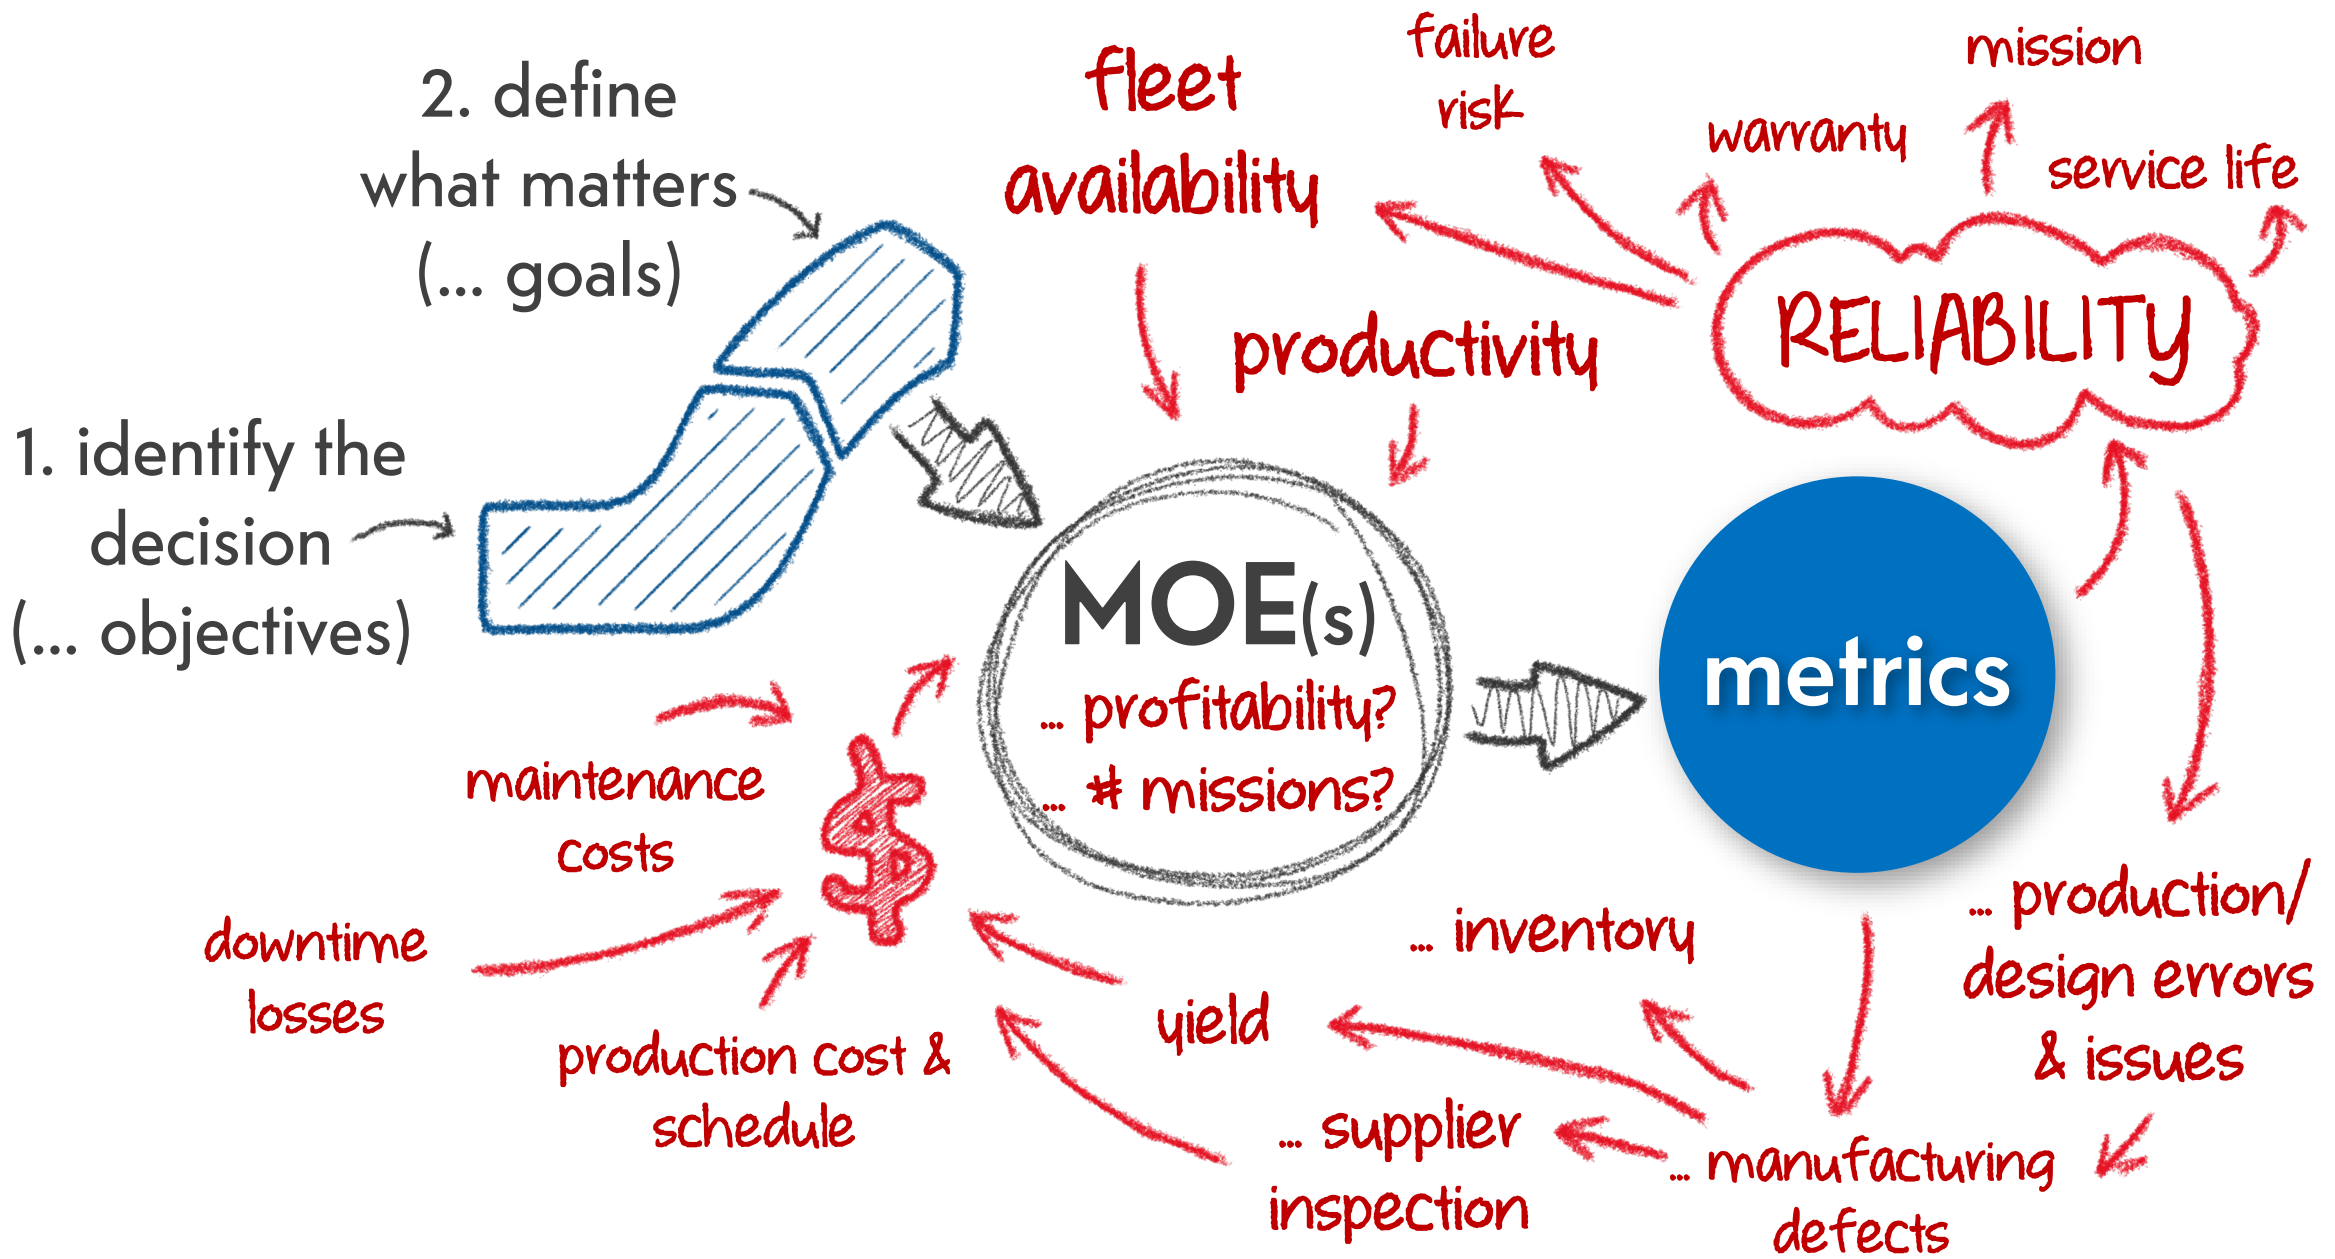 2. define
what matters
(... goals)
1. identify the
decision
(... objectives)
fleet
availability
failure
risk
warranty
mission
service life
RELIABILITY
productivity
MOE(s)
... profitability?
... # missions?
metrics
maintenance
costs
$
downtime
losses
production cost &
schedule
yield
... inventory
... supplier
inspection
... production/
design errors
& issues
... manufacturing
defects